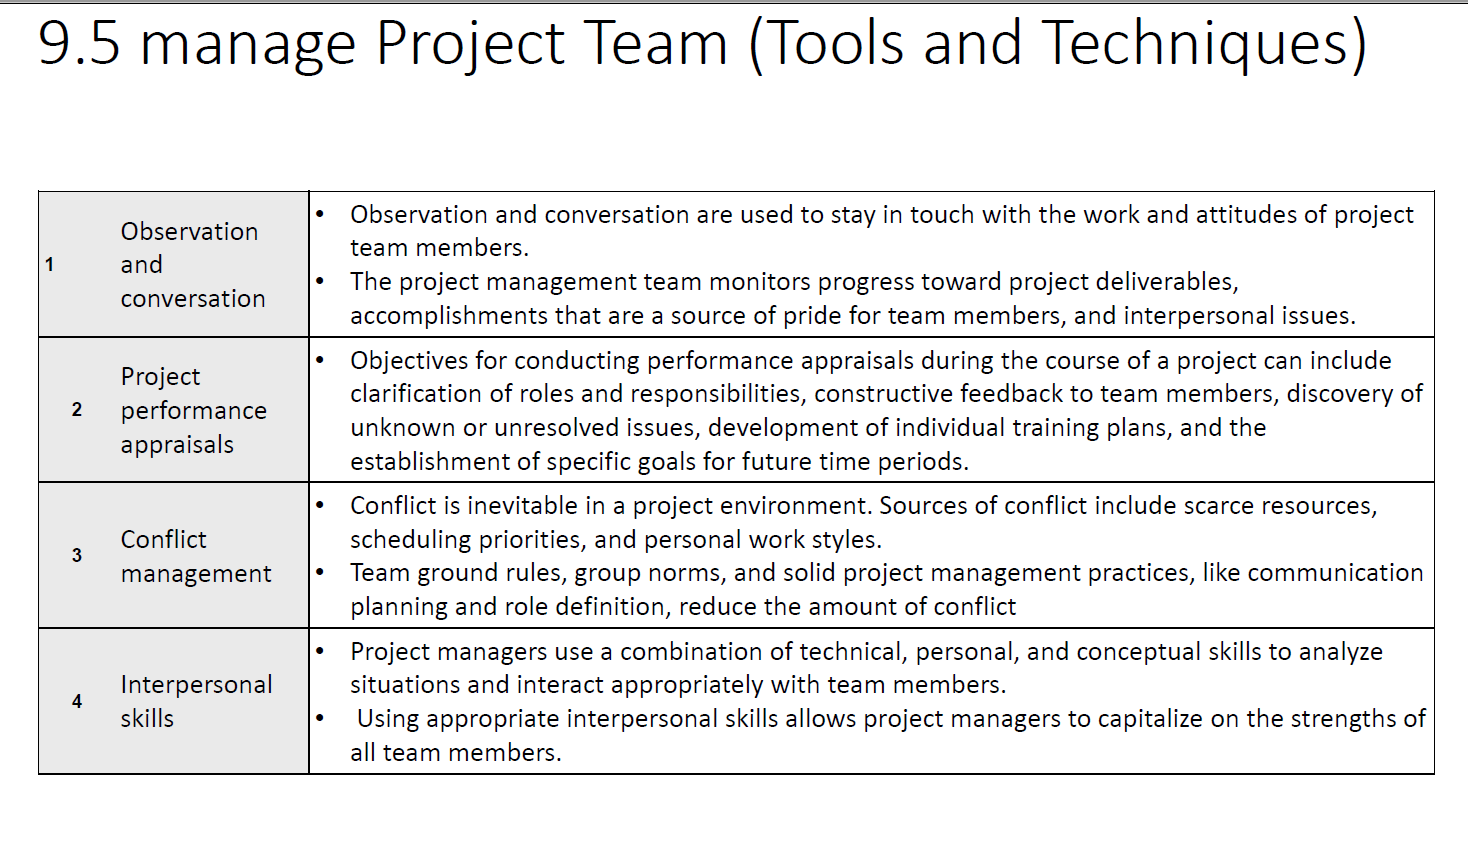 9.5 manage Project Team (Tools and Techniques)
1
Observation
and
conversation
• Observation and conversation are used to stay in touch with the work and attitudes of project
team members.
• The project management team monitors progress toward project deliverables,
accomplishments that are a source of pride for team members, and interpersonal issues.
2
Project
performance
appraisals
• Objectives for conducting performance appraisals during the course of a project can include
clarification of roles and responsibilities, constructive feedback to team members, discovery of
unknown or unresolved issues, development of individual training plans, and the
establishment of specific goals for future time periods.
3
Conflict
management
• Conflict is inevitable in a project environment. Sources of conflict include scarce resources,
scheduling priorities, and personal work styles.
• Team ground rules, group norms, and solid project management practices, like communication
planning and role definition, reduce the amount of conflict
4
Interpersonal
skills
• Project managers use a combination of technical, personal, and conceptual skills to analyze
situations and interact appropriately with team members.
• Using appropriate interpersonal skills allows project managers to capitalize on the strengths of
all team members.